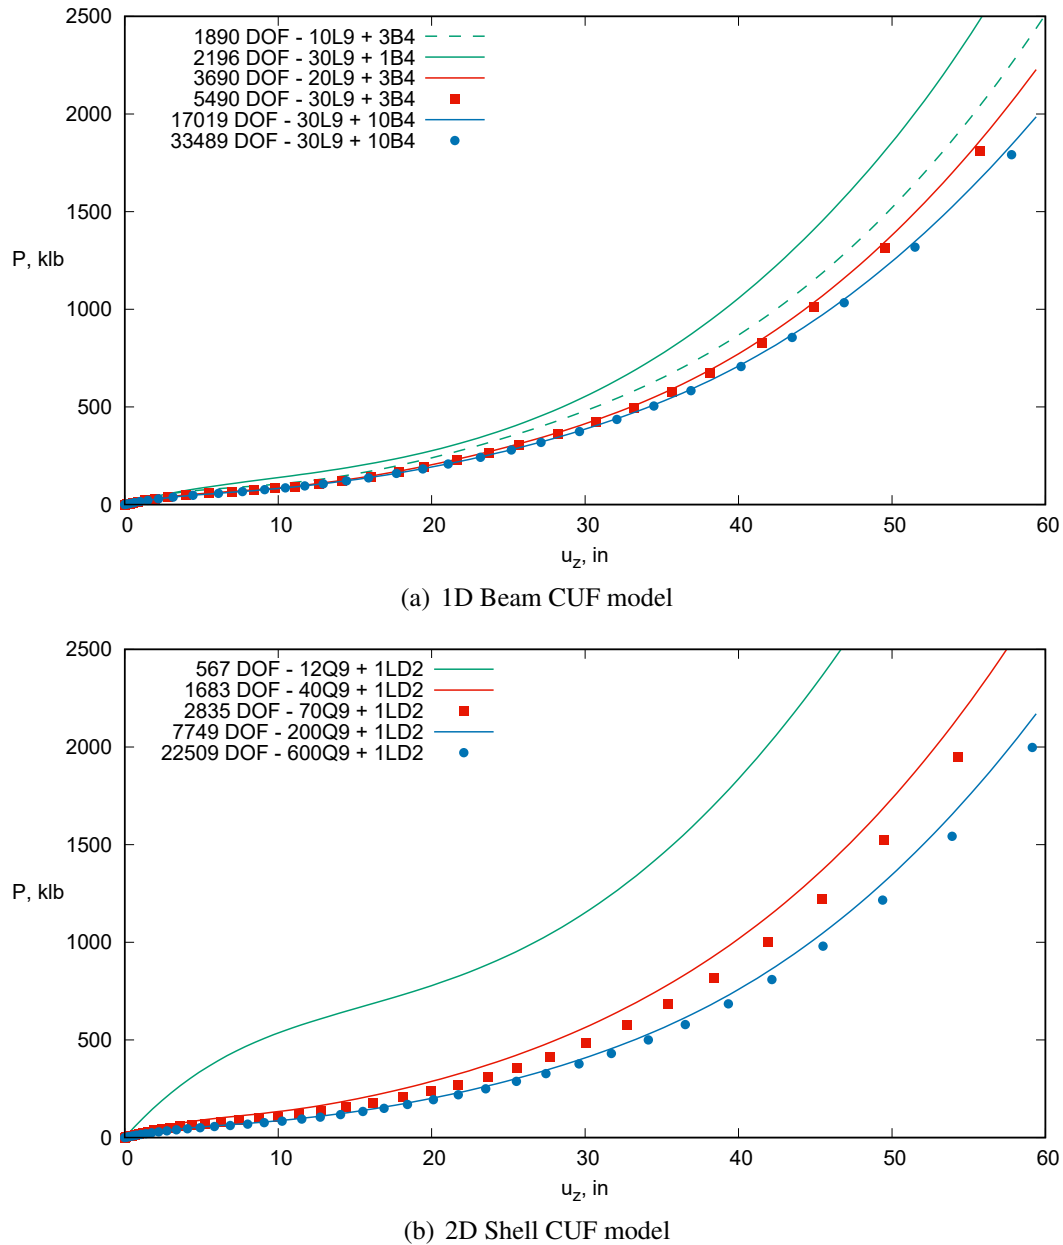 2500
2000
1500
1000
500
0
P, klb
1890 DOF - 10L9 + 3B4
2196 DOF - 30L9 + 1B4
3690 DOF - 20L9 + 3B4
5490 DOF - 30L9 + 3B4
17019 DOF - 30L9 + 10B4
33489 DOF - 30L9 + 10B4
0 10 20 30 40 50 60
u_z, in
(a) 1D Beam CUF model
2500
2000
1500
1000
500
0
P, klb
567 DOF - 12Q9 + 1LD2
1683 DOF - 40Q9 + 1LD2
2835 DOF - 70Q9 + 1LD2
7749 DOF - 200Q9 + 1LD2
22509 DOF - 600Q9 + 1LD2
0 10 20 30 40 50 60
u_z, in
(b) 2D Shell CUF model